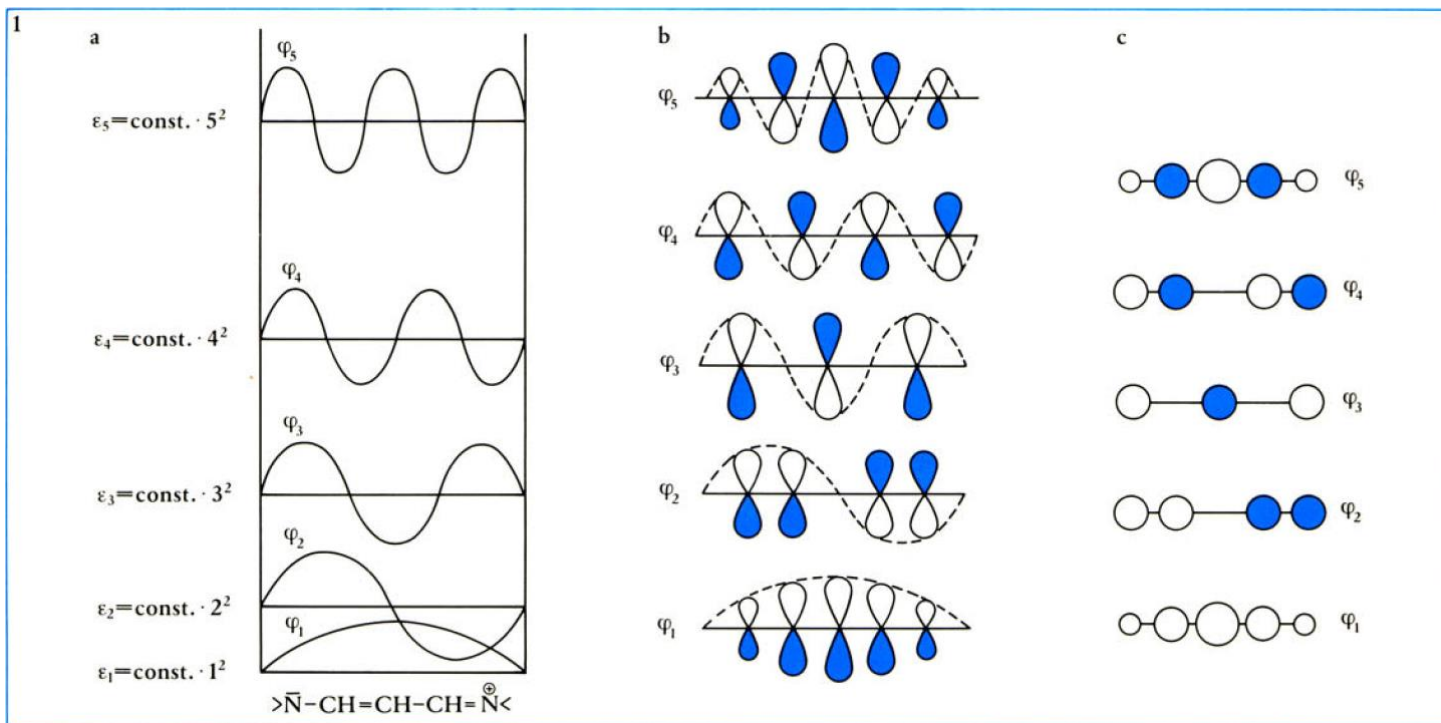 1
a
φ₅
ε₅=const. · 5²
φ₄
ε₄=const. · 4²
φ₃
ε₃=const. · 3²
φ₂
ε₂=const. · 2²
φ₁
ε₁=const. · 1²
>N̄−CH=CH−CH=N⊕<
b
φ₅
φ₄
φ₃
φ₂
φ₁
c
φ₅
φ₄
φ₃
φ₂
φ₁